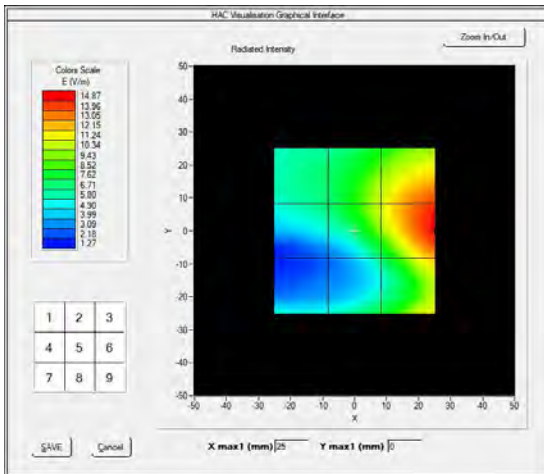 HAC Visualisation Graphical Interface
Zoom In/Out
Radiated Intensity
Colors Scale
E (V/m)
14.87
13.96
13.05
12.15
11.24
10.34
9.43
8.52
7.62
6.71
5.80
4.90
3.99
3.09
2.18
1.27
1 2 3
4 5 6
7 8 9
50
40
30
20
10
Y 0
-10
-20
-30
-40
-50
-50 -40 -30 -20 -10 0 10 20 30 40 50
X
SAVE Cancel X max1 (mm) 25 Y max1 (mm) 0